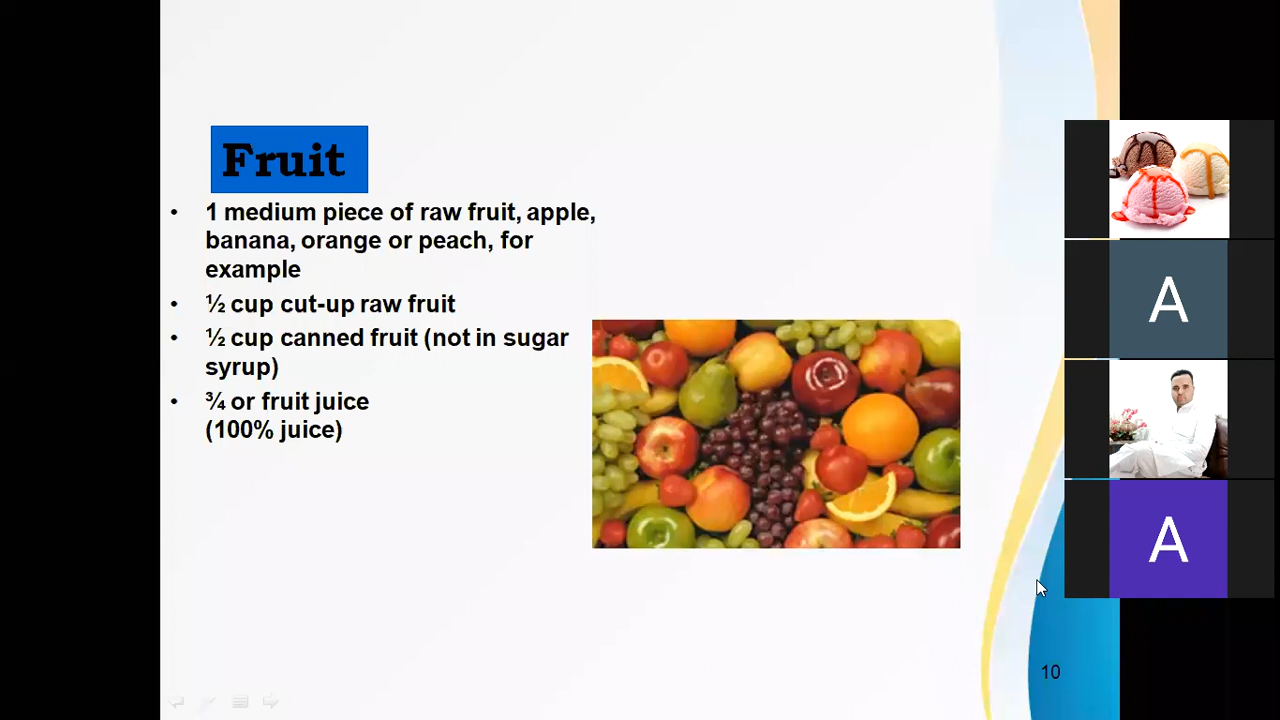 Fruit
• 1 medium piece of raw fruit, apple,
banana, orange or peach, for
example
• ½ cup cut-up raw fruit
• ½ cup canned fruit (not in sugar
syrup)
• ¾ or fruit juice
(100% juice)
A
A
10